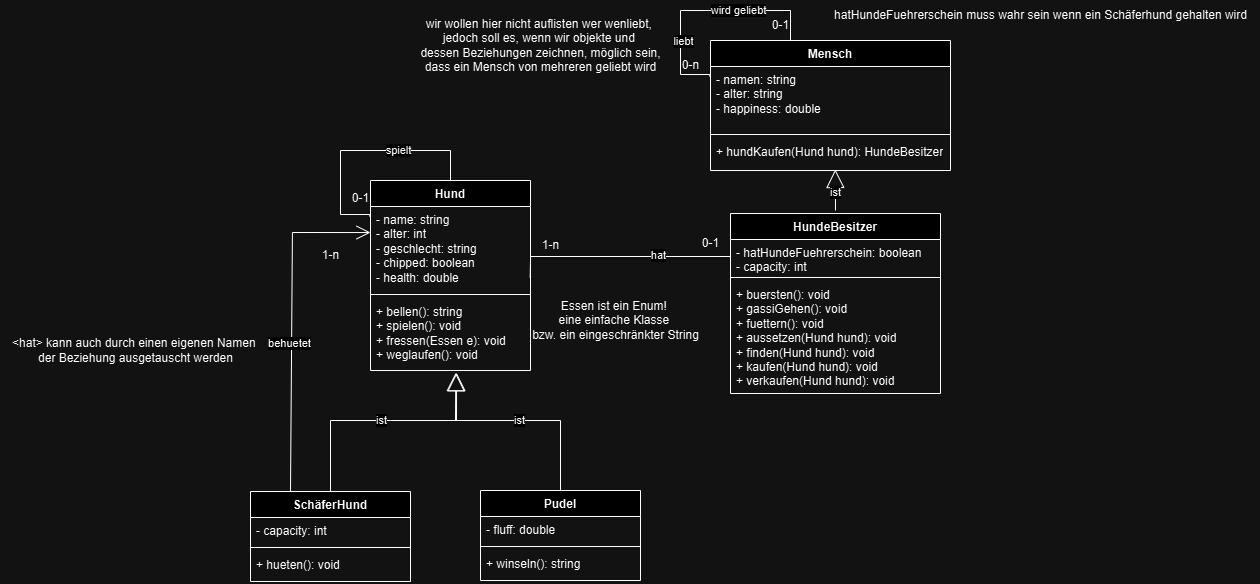 wird geliebt
hatHundeFuehrerschein muss wahr sein wenn ein Schäferhund gehalten wird
wir wollen hier nicht auflisten wer wenliebt,
jedoch soll es, wenn wir objekte und
dessen Beziehungen zeichnen, möglich sein,
dass ein Mensch von mehreren geliebt wird
0-1
liebt
0-n
Mensch
- namen: string
- alter: string
- happiness: double
+ hundKaufen(Hund hund): HundeBesitzer
ist
spielt
0-1
Hund
- name: string
- alter: int
- geschlecht: string
- chipped: boolean
- health: double
+ bellen(): string
+ spielen(): void
+ fressen(Essen e): void
+ weglaufen(): void
1-n
1-n
hat
0-1
HundeBesitzer
- hatHundeFuehrerschein: boolean
- capacity: int
+ buersten(): void
+ gassiGehen(): void
+ fuettern(): void
+ aussetzen(Hund hund): void
+ finden(Hund hund): void
+ kaufen(Hund hund): void
+ verkaufen(Hund hund): void
Essen ist ein Enum!
eine einfache Klasse
bzw. ein eingeschränkter String
<hat> kann auch durch einen eigenen Namen
der Beziehung ausgetauscht werden
behuetet
ist
ist
SchäferHund
- capacity: int
+ hueten(): void
Pudel
- fluff: double
+ winseln(): string